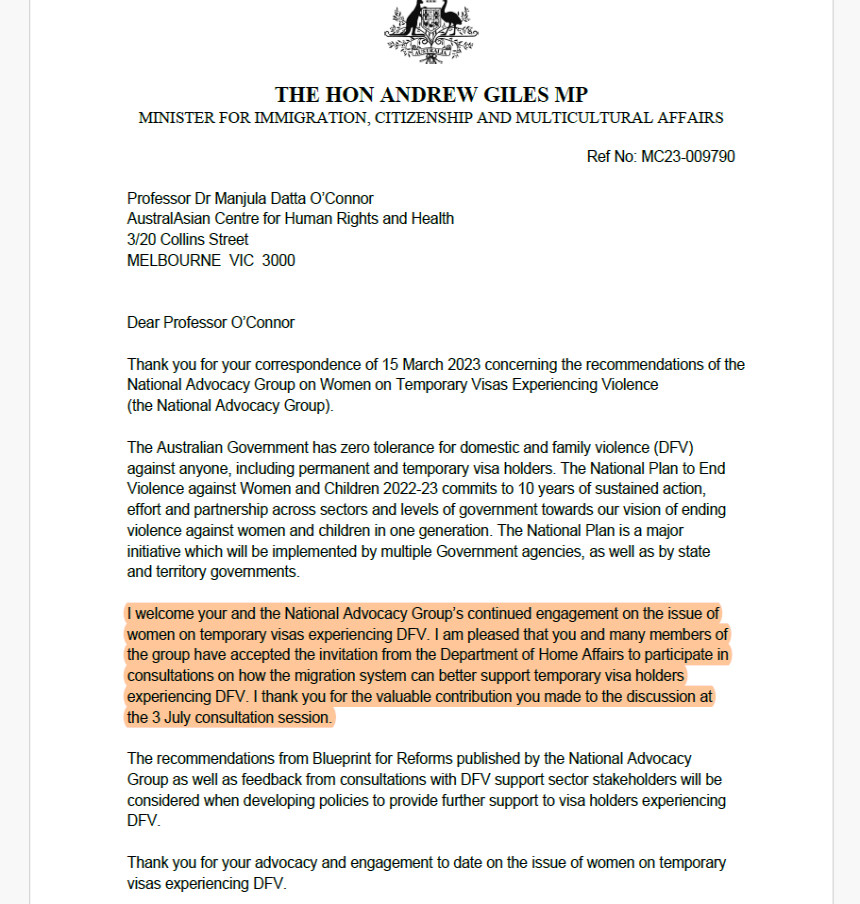 AUSTRALIA
THE HON ANDREW GILES MP
MINISTER FOR IMMIGRATION, CITIZENSHIP AND MULTICULTURAL AFFAIRS
Ref No: MC23-009790
Professor Dr Manjula Datta O’Connor
AustralAsian Centre for Human Rights and Health
3/20 Collins Street
MELBOURNE VIC 3000
Dear Professor O’Connor
Thank you for your correspondence of 15 March 2023 concerning the recommendations of the
National Advocacy Group on Women on Temporary Visas Experiencing Violence
(the National Advocacy Group).
The Australian Government has zero tolerance for domestic and family violence (DFV)
against anyone, including permanent and temporary visa holders. The National Plan to End
Violence against Women and Children 2022-23 commits to 10 years of sustained action,
effort and partnership across sectors and levels of government towards our vision of ending
violence against women and children in one generation. The National Plan is a major
initiative which will be implemented by multiple Government agencies, as well as by state
and territory governments.
I welcome your and the National Advocacy Group’s continued engagement on the issue of
women on temporary visas experiencing DFV. I am pleased that you and many members of
the group have accepted the invitation from the Department of Home Affairs to participate in
consultations on how the migration system can better support temporary visa holders
experiencing DFV. I thank you for the valuable contribution you made to the discussion at
the 3 July consultation session.
The recommendations from Blueprint for Reforms published by the National Advocacy
Group as well as feedback from consultations with DFV support sector stakeholders will be
considered when developing policies to provide further support to visa holders experiencing
DFV.
Thank you for your advocacy and engagement to date on the issue of women on temporary
visas experiencing DFV.